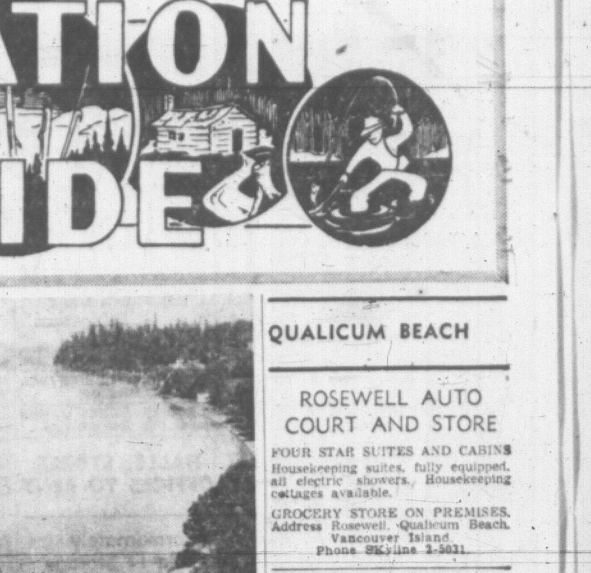 ATION
IDE
QUALICUM BEACH
ROSEWELL AUTO
COURT AND STORE
FOUR STAR SUITES AND CABINS
Housekeeping suites, fully equipped,
all electric showers. Housekeeping
cottages available.
GROCERY STORE ON PREMISES.
Address Rosewell, Qualicum Beach,
Vancouver Island.
Phone SKyline 2-5031.